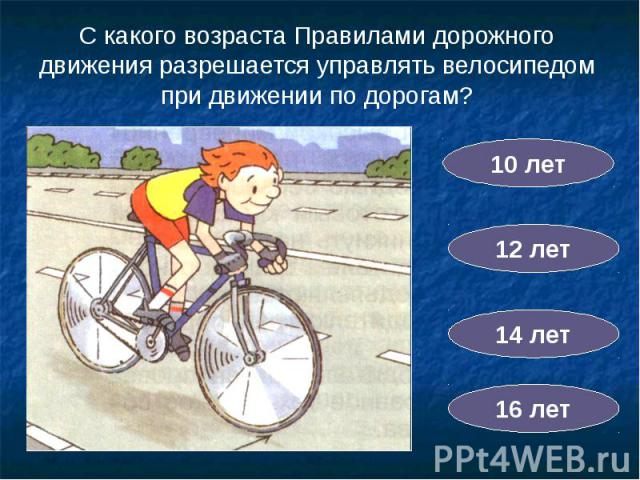 С какого возраста Правилами дорожного
движения разрешается управлять велосипедом
при движении по дорогам?
10 лет
12 лет
14 лет
16 лет
PPt4WEB.ru